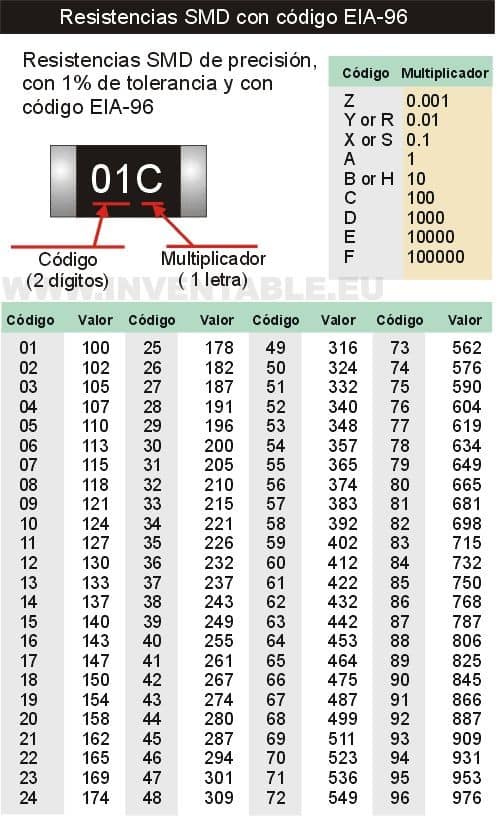 Resistencias SMD con código EIA-96
Resistencias SMD de precisión,
con 1% de tolerancia y con
código EIA-96
01C
Código
(2 dígitos)
Multiplicador
( 1 letra)
Código Multiplicador
Z 0.001
Y or R 0.01
X or S 0.1
A 1
B or H 10
C 100
D 1000
E 10000
F 100000
WWW.INVENTABLE.EU
Código Valor Código Valor Código Valor Código Valor
01 100 25 178 49 316 73 562
02 102 26 182 50 324 74 576
03 105 27 187 51 332 75 590
04 107 28 191 52 340 76 604
05 110 29 196 53 348 77 619
06 113 30 200 54 357 78 634
07 115 31 205 55 365 79 649
08 118 32 210 56 374 80 665
09 121 33 215 57 383 81 681
10 124 34 221 58 392 82 698
11 127 35 226 59 402 83 715
12 130 36 232 60 412 84 732
13 133 37 237 61 422 85 750
14 137 38 243 62 432 86 768
15 140 39 249 63 442 87 787
16 143 40 255 64 453 88 806
17 147 41 261 65 464 89 825
18 150 42 267 66 475 90 845
19 154 43 274 67 487 91 866
20 158 44 280 68 499 92 887
21 162 45 287 69 511 93 909
22 165 46 294 70 523 94 931
23 169 47 301 71 536 95 953
24 174 48 309 72 549 96 976